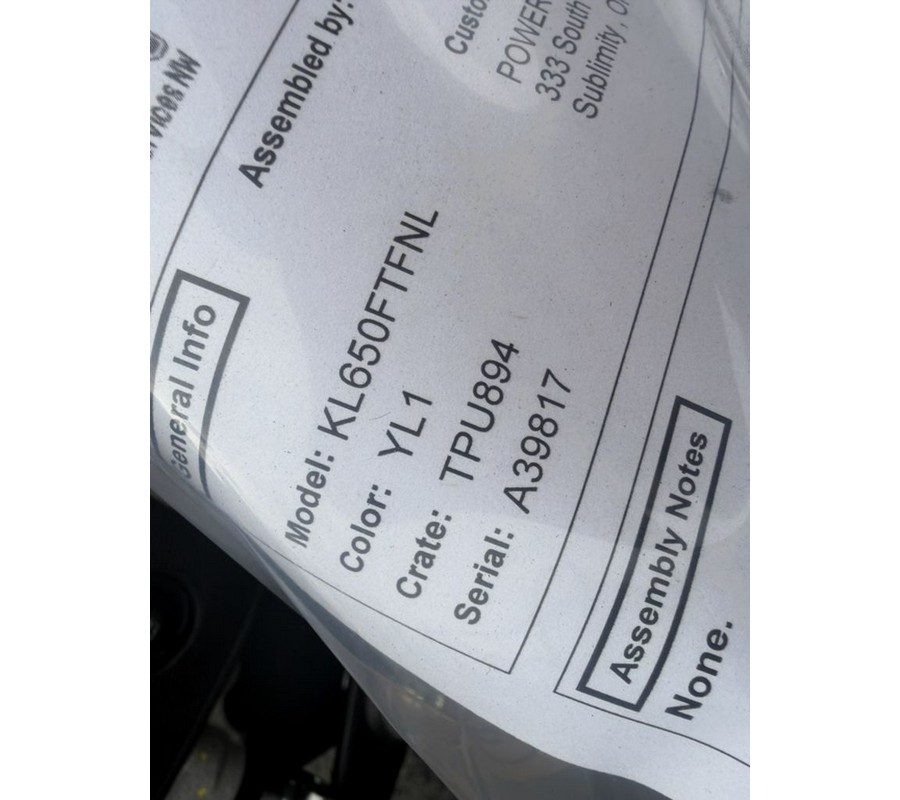 General Info
Assembled by:
Model: KL650FTFNL
Color: YL1
Crate: TPU894
Serial: A39817
POWER
333 South
Sublimity,
Assembly Notes
None.